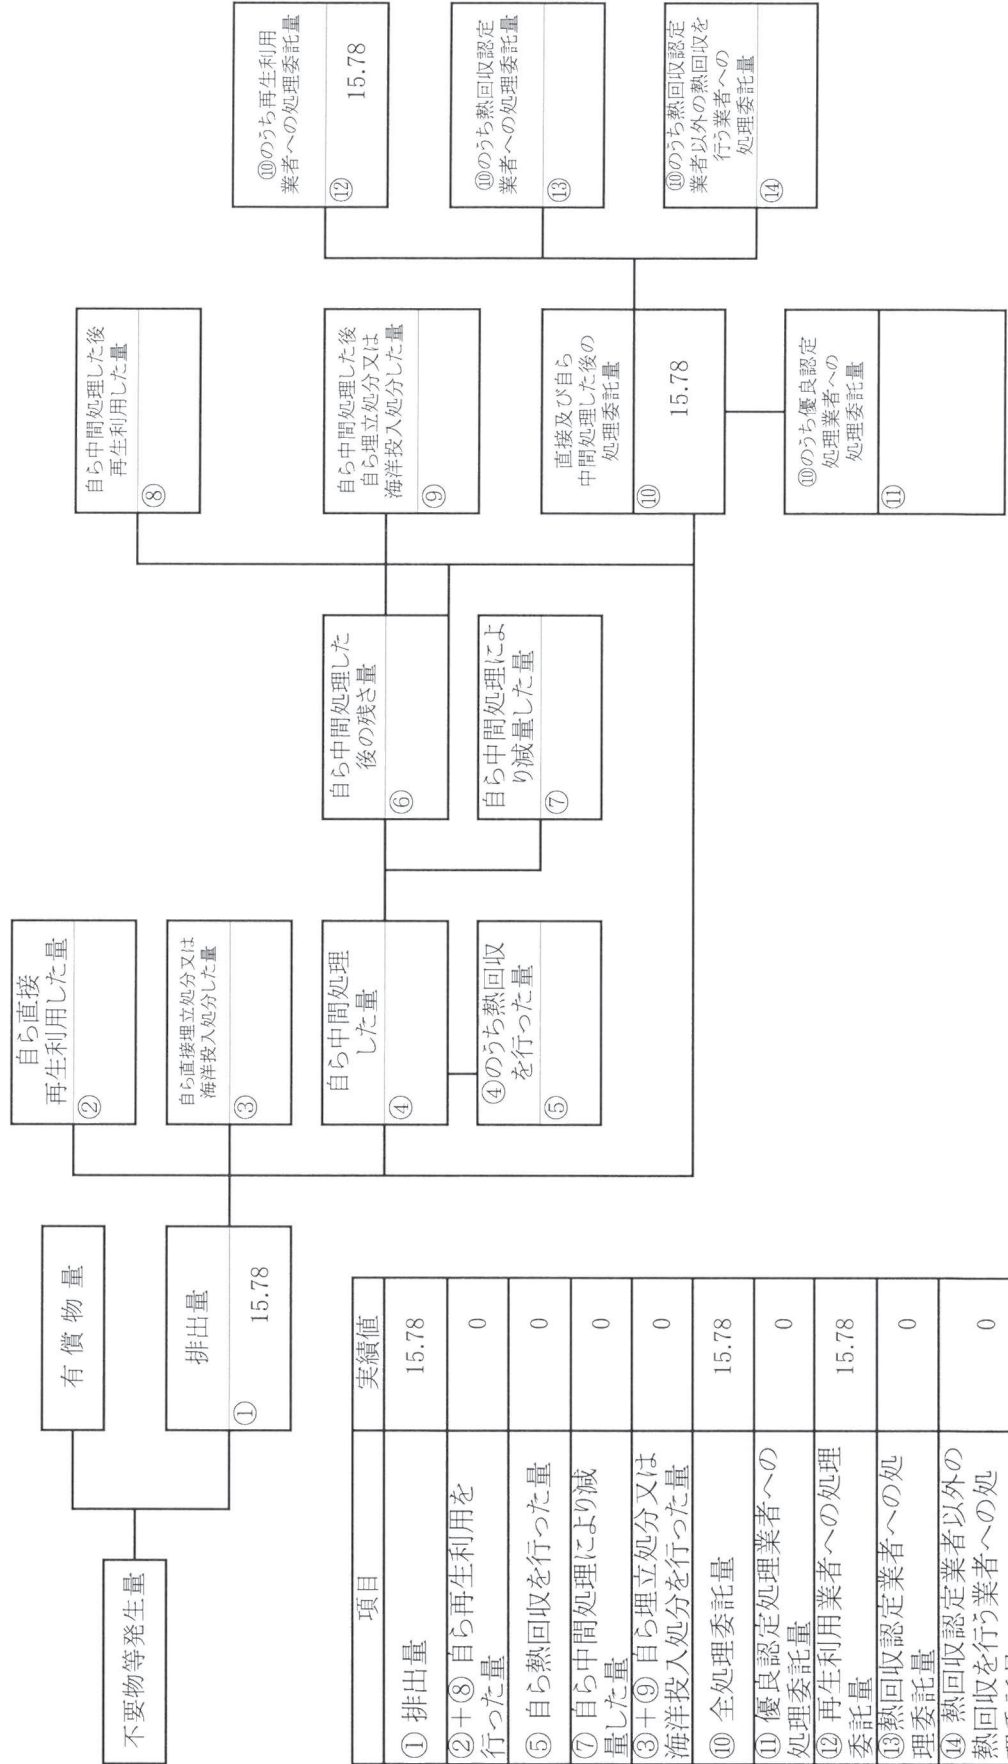 不要物等発生量
有償物量
排出量
①
15.78
自ら直接
再生利用した量
②
自ら直接埋立処分又は
海洋投入処分した量
③
自ら中間処理
した量
④
④のうち熱回収
を行った量
⑤
自ら中間処理した
後の残さ量
⑥
自ら中間処理によ
り減量した量
⑦
自ら中間処理した後
再生利用した量
⑧
自ら中間処理した後
自ら埋立処分又は
海洋投入処分した量
⑨
直接及び自ら
中間処理した後の
処理委託量
⑩
15.78
⑩のうち優良認定
処理業者への
処理委託量
⑪
⑩のうち再生利用
業者への処理委託量
⑫
15.78
⑩のうち熱回収認定
業者への処理委託量
⑬
⑩のうち熱回収認定
業者以外の熱回収を
行う業者への
処理委託量
⑭
項目 実績値
① 排出量 15.78
②+⑧ 自ら再生利用を
行った量 0
⑤ 自ら熱回収を行った量 0
⑦ 自ら中間処理により減
量した量 0
③+⑨ 自ら埋立処分又は
海洋投入処分を行った量 0
⑩ 全処理委託量 15.78
⑪ 優良認定処理業者への
処理委託量 0
⑫ 再生利用業者への処理
委託量 15.78
⑬熱回収認定業者への処
理委託量 0
⑭ 熱回収認定業者以外の
熱回収を行う業者への処 0